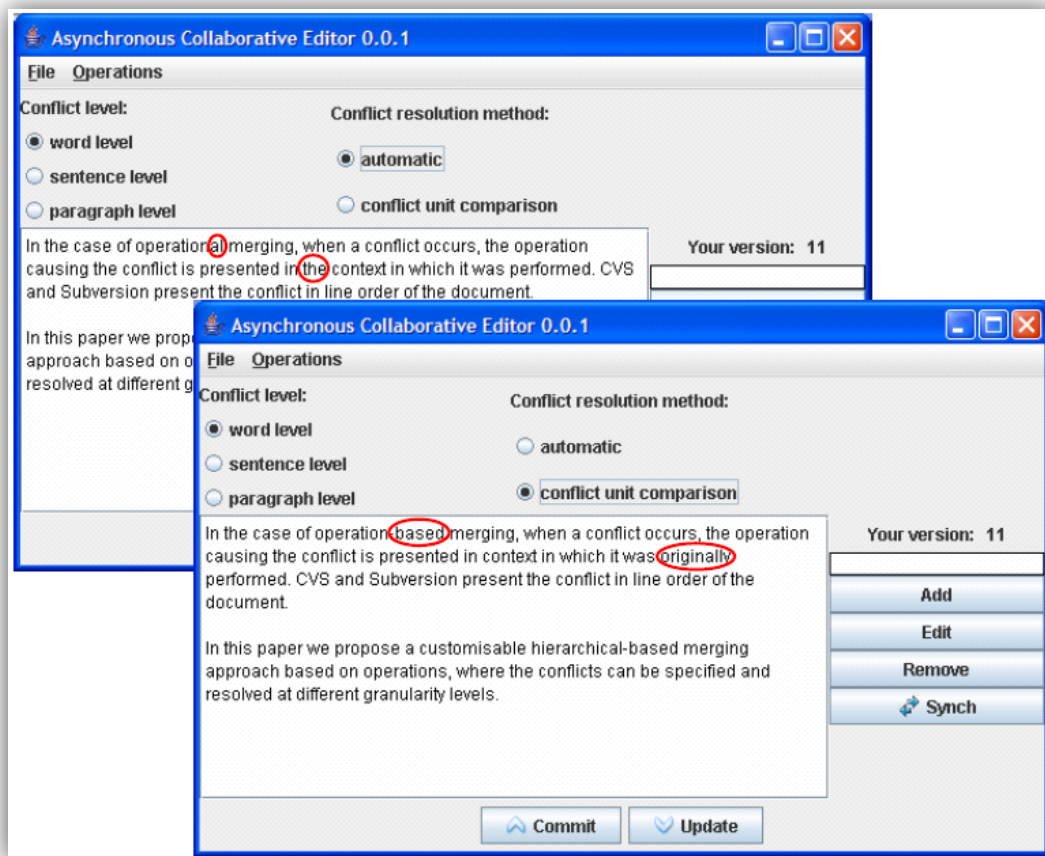 Asynchronous Collaborative Editor 0.0.1
File Operations
Conflict level:
Conflict resolution method:
word level
automatic
sentence level
conflict unit comparison
paragraph level
In the case of operational merging, when a conflict occurs, the operation
causing the conflict is presented in the context in which it was performed. CVS
and Subversion present the conflict in line order of the document.
In this paper we prop
approach based on o
resolved at different g
Your version: 11
Asynchronous Collaborative Editor 0.0.1
File Operations
Conflict level:
Conflict resolution method:
word level
automatic
sentence level
conflict unit comparison
paragraph level
In the case of operation-based merging, when a conflict occurs, the operation
causing the conflict is presented in context in which it was originally
performed. CVS and Subversion present the conflict in line order of the
document.
In this paper we propose a customisable hierarchical-based merging
approach based on operations, where the conflicts can be specified and
resolved at different granularity levels.
Your version: 11
Add
Edit
Remove
Synch
Commit
Update